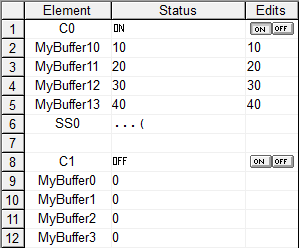 Element Status Edits
1 C0 ON ON OFF
2 MyBuffer10 10 10
3 MyBuffer11 20 20
4 MyBuffer12 30 30
5 MyBuffer13 40 40
6 SS0 ...(
7
8 C1 OFF ON OFF
9 MyBuffer0 0
10 MyBuffer1 0
11 MyBuffer2 0
12 MyBuffer3 0